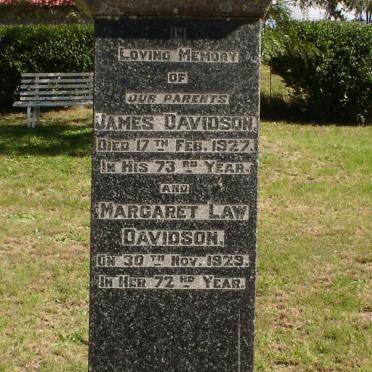 IN
LOVING MEMORY
OF
OUR PARENTS
JAMES DAVIDSON
DIED 17TH FEB. 1927.
IN HIS 73RD YEAR.
AND
MARGARET LAW
DAVIDSON.
ON 30TH NOV. 1929.
IN HER 72ND YEAR.